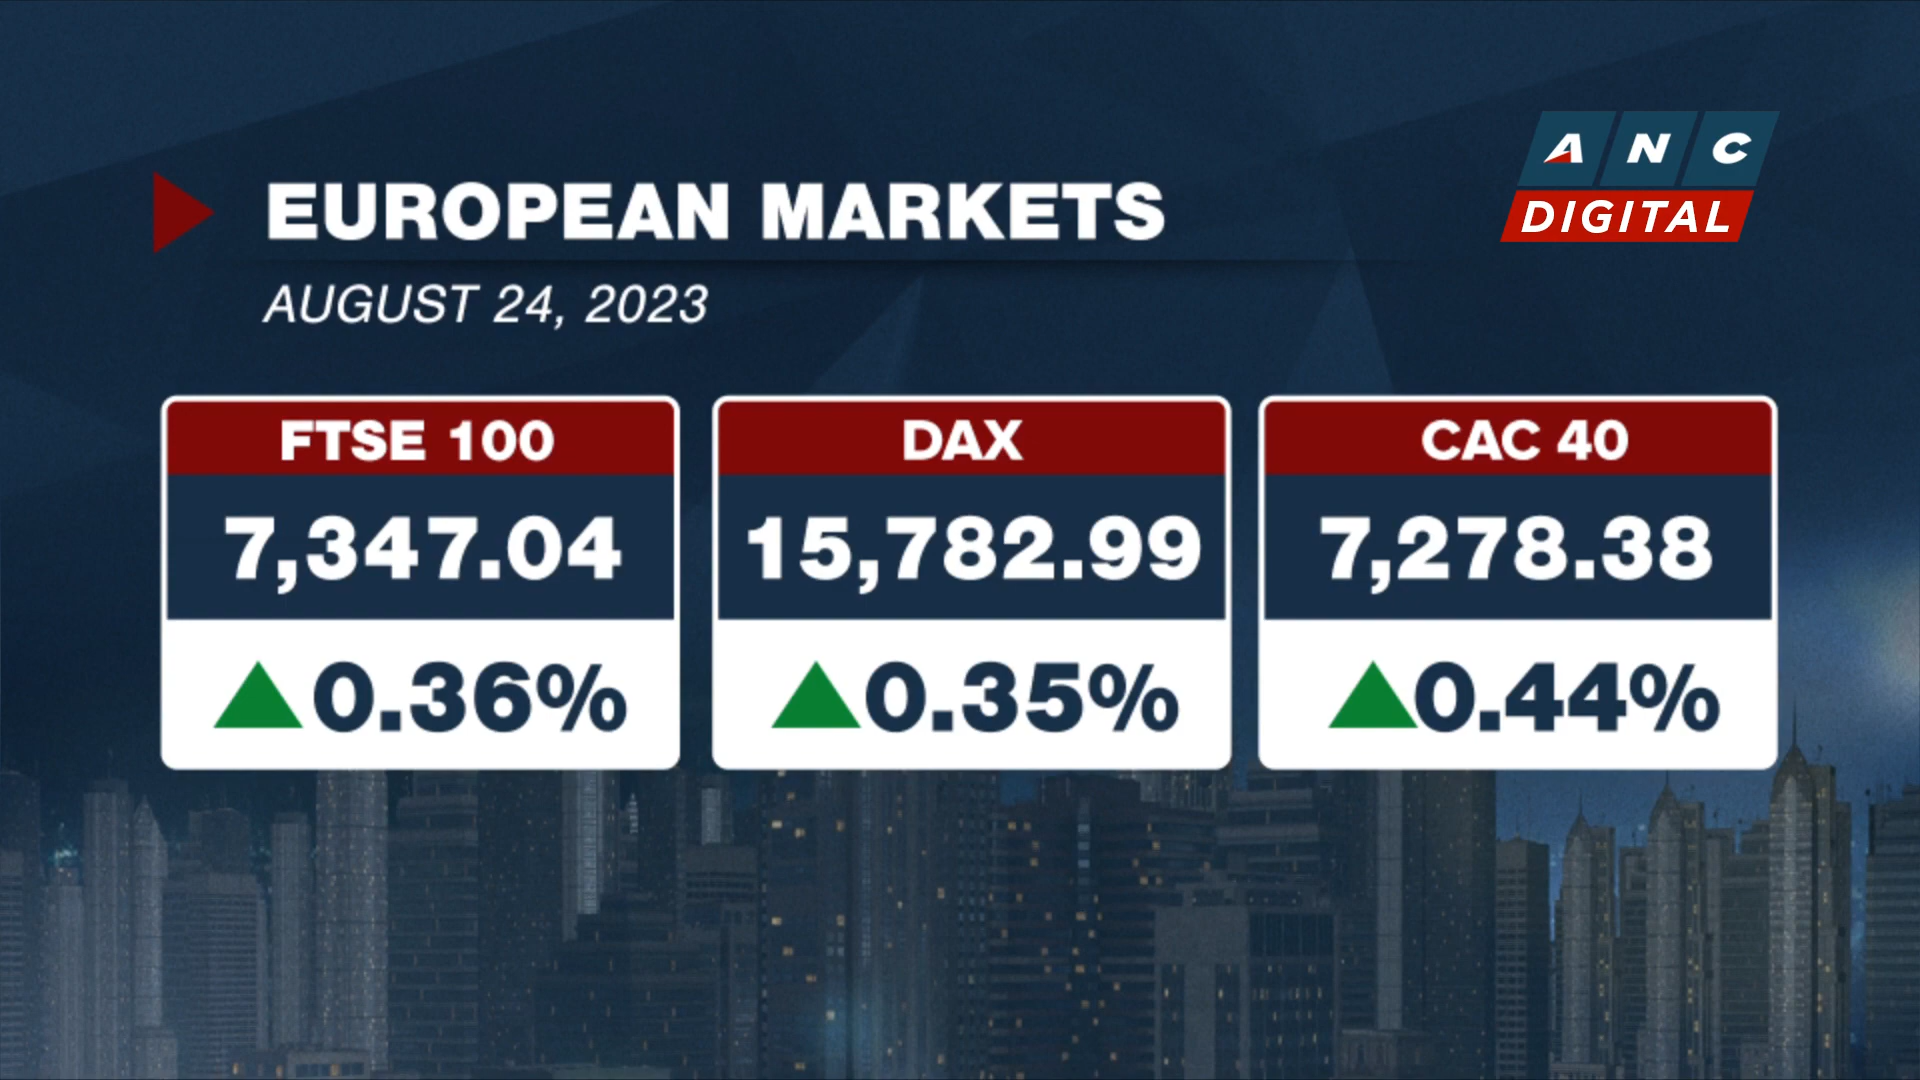 EUROPEAN MARKETS
AUGUST 24, 2023
ANC
DIGITAL
FTSE 100
7,347.04
0.36%
DAX
15,782.99
0.35%
CAC 40
7,278.38
0.44%